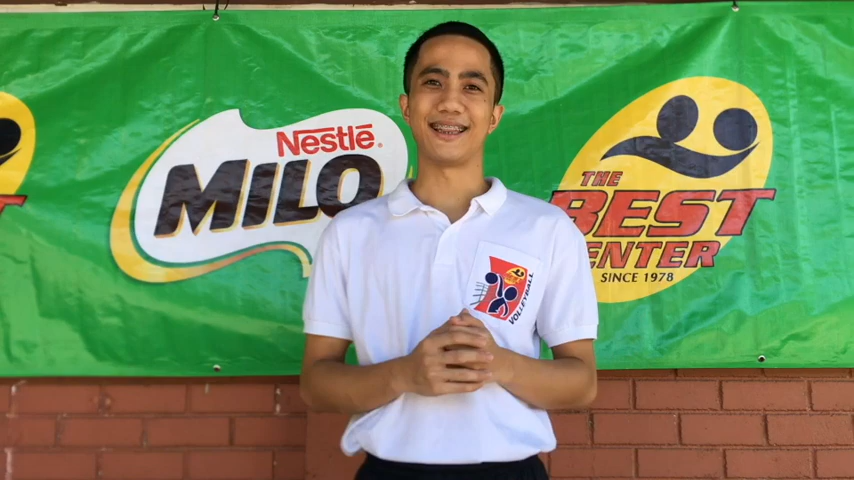 Nestlé
MILO
THE
BEST
CENTER
SINCE 1978
VOLLEYBALL